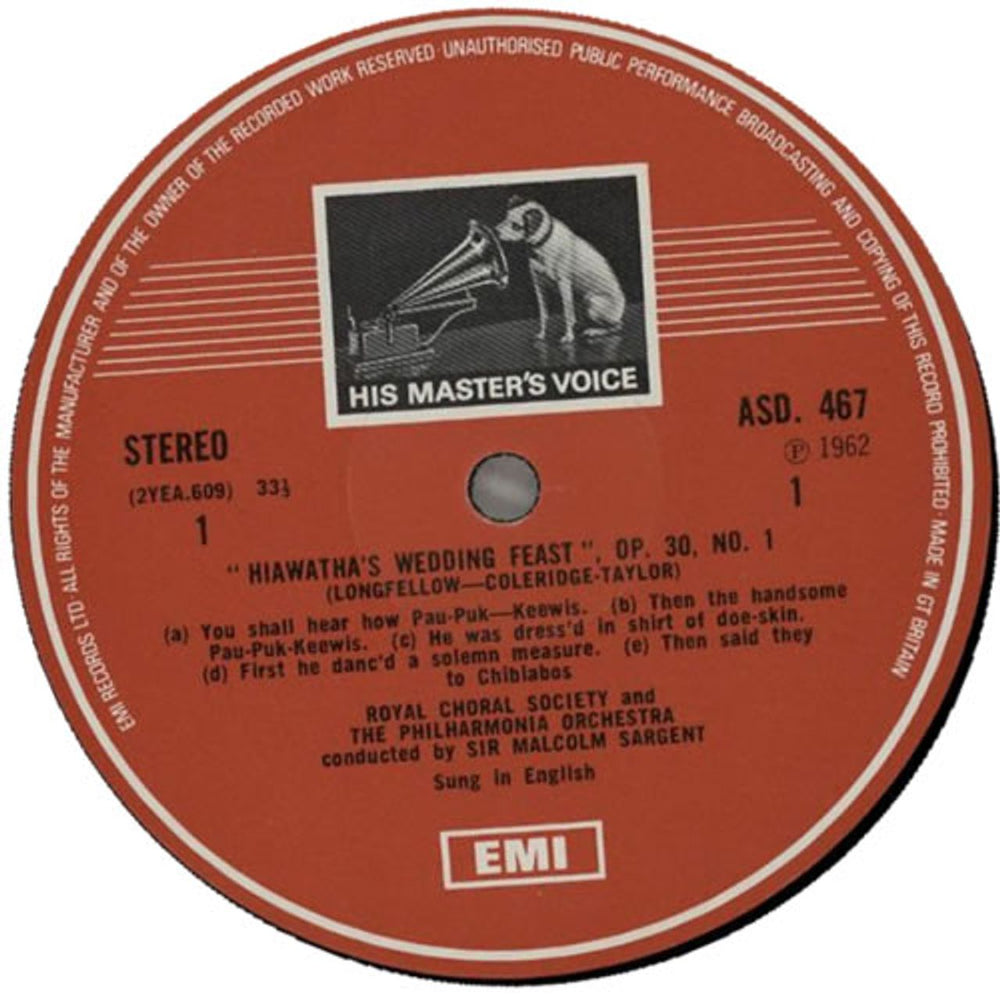 EMI RECORDS LTD ALL RIGHTS OF THE MANUFACTURER AND OF THE OWNER OF THE RECORDED WORK RESERVED · UNAUTHORISED PUBLIC PERFORMANCE BROADCASTING AND COPYING OF THIS RECORD PROHIBITED · MADE IN GT BRITAIN
HIS MASTER'S VOICE
STEREO
(2YEA.609) 33⅓
1
ASD. 467
℗ 1962
1
" HIAWATHA'S WEDDING FEAST ", OP. 30, NO. 1
(LONGFELLOW—COLERIDGE-TAYLOR)
(a) You shall hear how Pau-Puk—Keewis. (b) Then the handsome
Pau-Puk-Keewis. (c) He was dress'd in shirt of doe-skin.
(d) First he danc'd a solemn measure. (e) Then said they
to Chibiabos
ROYAL CHORAL SOCIETY and
THE PHILHARMONIA ORCHESTRA
conducted by SIR MALCOLM SARGENT
Sung in English
EMI